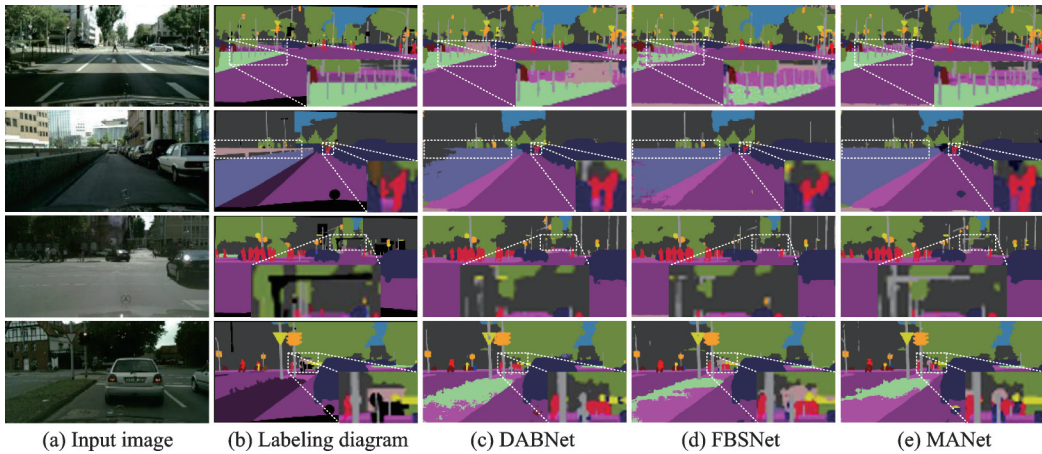 (a) Input image
(b) Labeling diagram
(c) DABNet
(d) FBSNet
(e) MANet